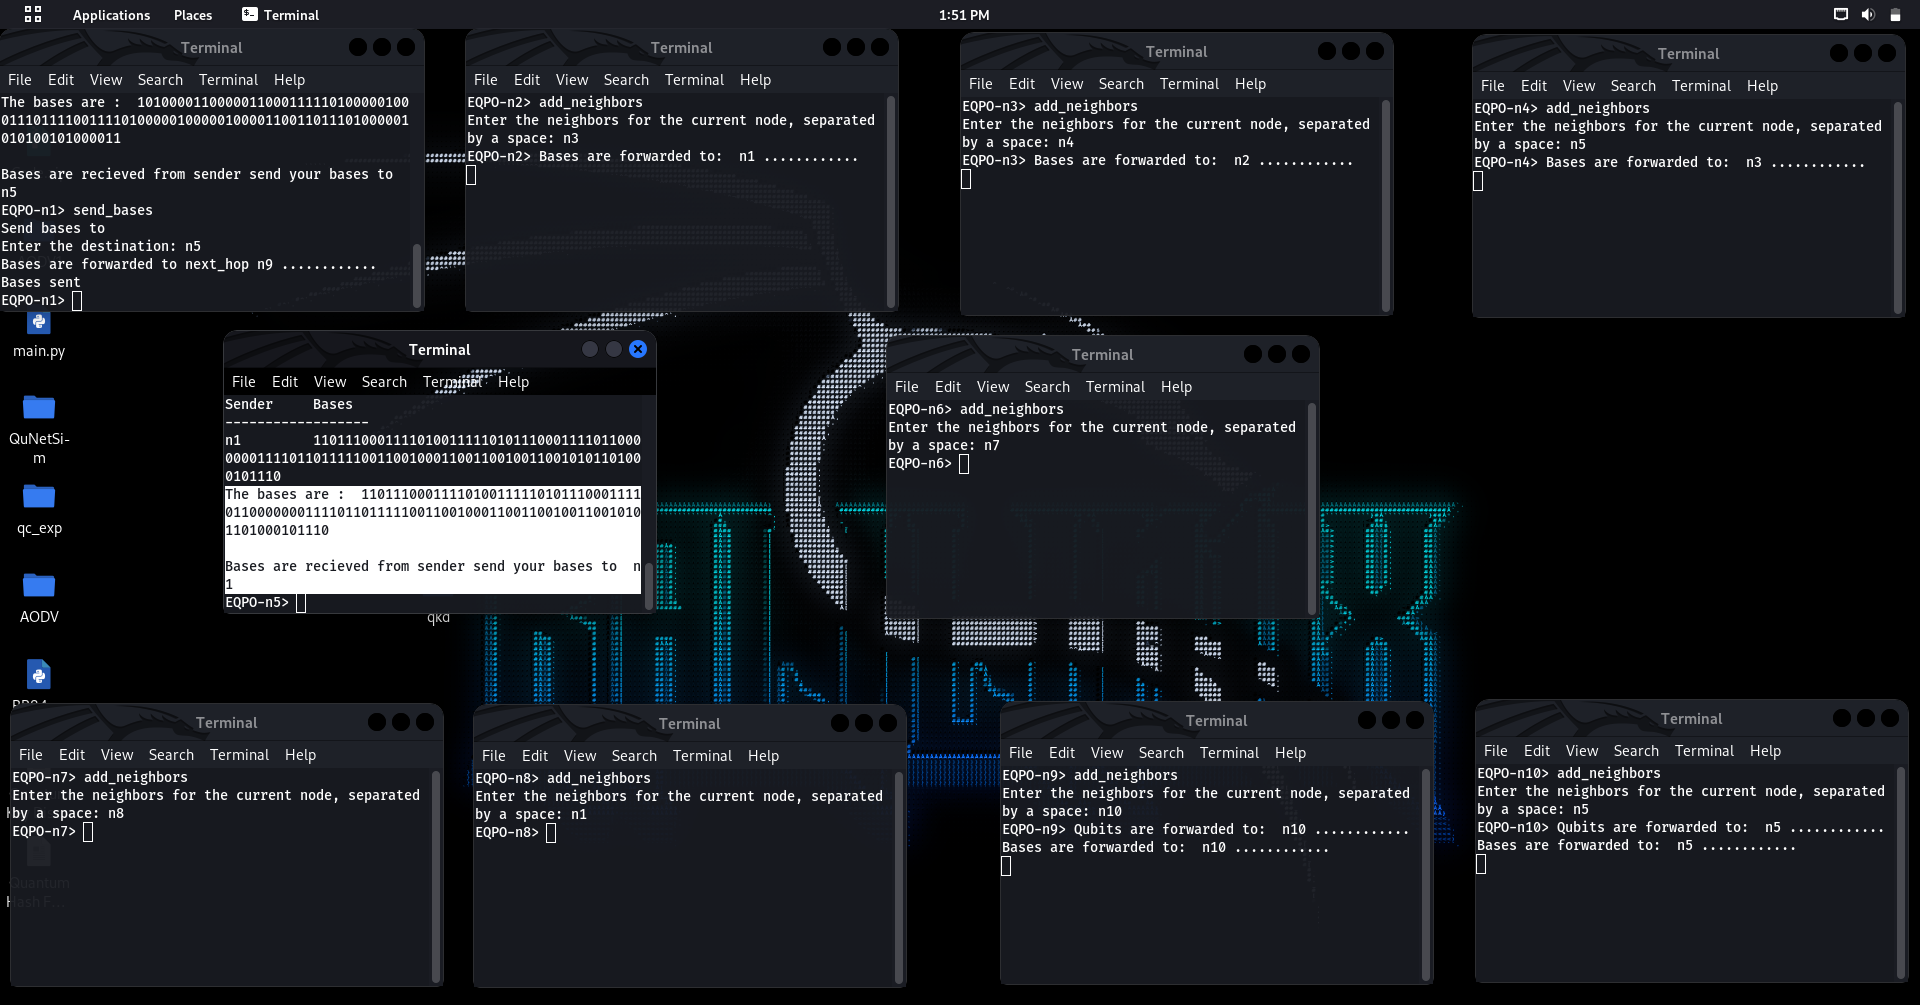 Applications Places Terminal 1:51 PM
Terminal
File Edit View Search Terminal Help
The bases are :  1010000110000011000111110100000100
011101111001111010000010000010000110011011101000001
010100101000011
Bases are recieved from sender send your bases to
n5
EQPO-n1> send_bases
Send bases to
Enter the destination: n5
Bases are forwarded to next_hop n9 ............
Bases sent
EQPO-n1>
Terminal
File Edit View Search Terminal Help
EQPO-n2> add_neighbors
Enter the neighbors for the current node, separated
by a space: n3
EQPO-n2> Bases are forwarded to:  n1 ............
Terminal
File Edit View Search Terminal Help
EQPO-n3> add_neighbors
Enter the neighbors for the current node, separated
by a space: n4
EQPO-n3> Bases are forwarded to:  n2 ............
Terminal
File Edit View Search Terminal Help
EQPO-n4> add_neighbors
Enter the neighbors for the current node, separated
by a space: n5
EQPO-n4> Bases are forwarded to:  n3 ............
main.py
QuNetSi-
m
qc_exp
AODV
Terminal
File Edit View Search Terminal Help
Sender     Bases
------------------
n1         11011100011110100111110101110001111011000
000011110110111110011001000110011001001100101011010 0
0101110
The bases are :  11011100011110100111110101110001111
0110000000111101101111100110010001100110010011001010
1101000101110
Bases are recieved from sender send your bases to  n
1
EQPO-n5>
qkd
Terminal
File Edit View Search Terminal Help
EQPO-n6> add_neighbors
Enter the neighbors for the current node, separated
by a space: n7
EQPO-n6>
Terminal
File Edit View Search Terminal Help
EQPO-n7> add_neighbors
Enter the neighbors for the current node, separated
by a space: n8
EQPO-n7>
Quantum
Hash F...
Terminal
File Edit View Search Terminal Help
EQPO-n8> add_neighbors
Enter the neighbors for the current node, separated
by a space: n1
EQPO-n8>
Terminal
File Edit View Search Terminal Help
EQPO-n9> add_neighbors
Enter the neighbors for the current node, separated
by a space: n10
EQPO-n9> Qubits are forwarded to:  n10 ............
Bases are forwarded to:  n10 ............
Terminal
File Edit View Search Terminal Help
EQPO-n10> add_neighbors
Enter the neighbors for the current node, separated
by a space: n5
EQPO-n10> Qubits are forwarded to:  n5 ............
Bases are forwarded to:  n5 ............